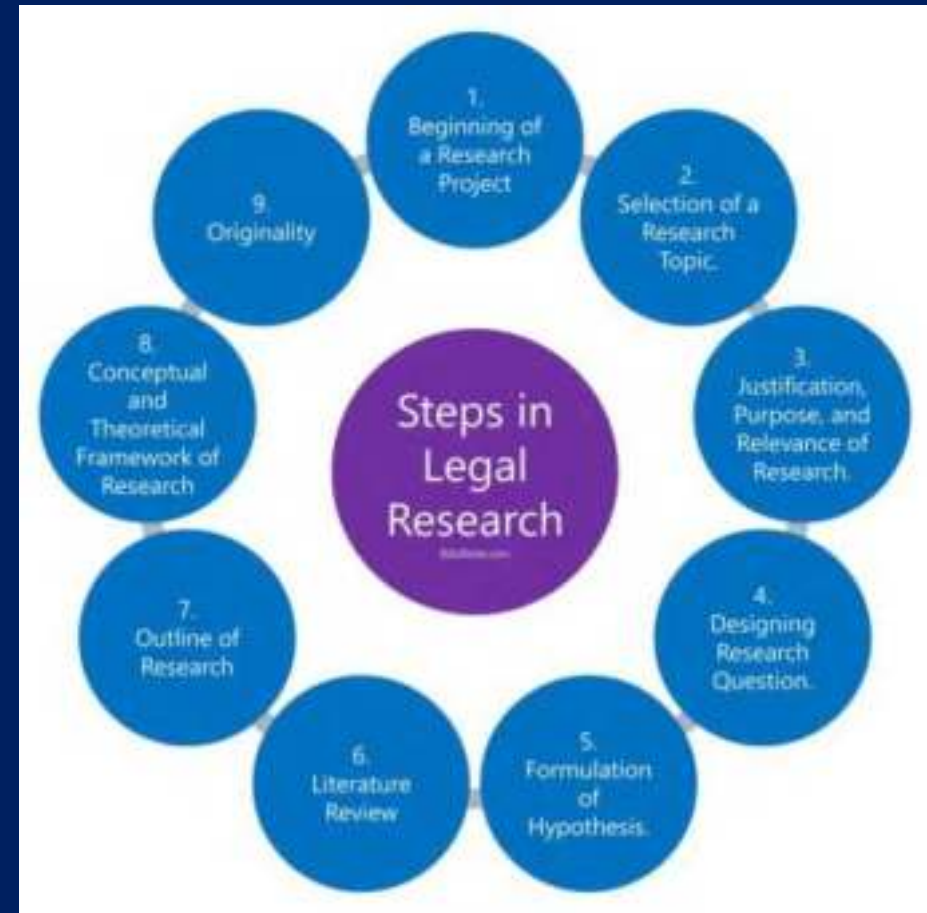 1.
Beginning of
a Research
Project
2.
Selection of a
Research
Topic.
3.
Justification,
Purpose, and
Relevance of
Research.
4.
Designing
Research
Question.
5.
Formulation
of
Hypothesis.
6.
Literature
Review
7.
Outline of
Research
8.
Conceptual
and
Theoretical
Framework of
Research
9.
Originality
Steps in
Legal
Research